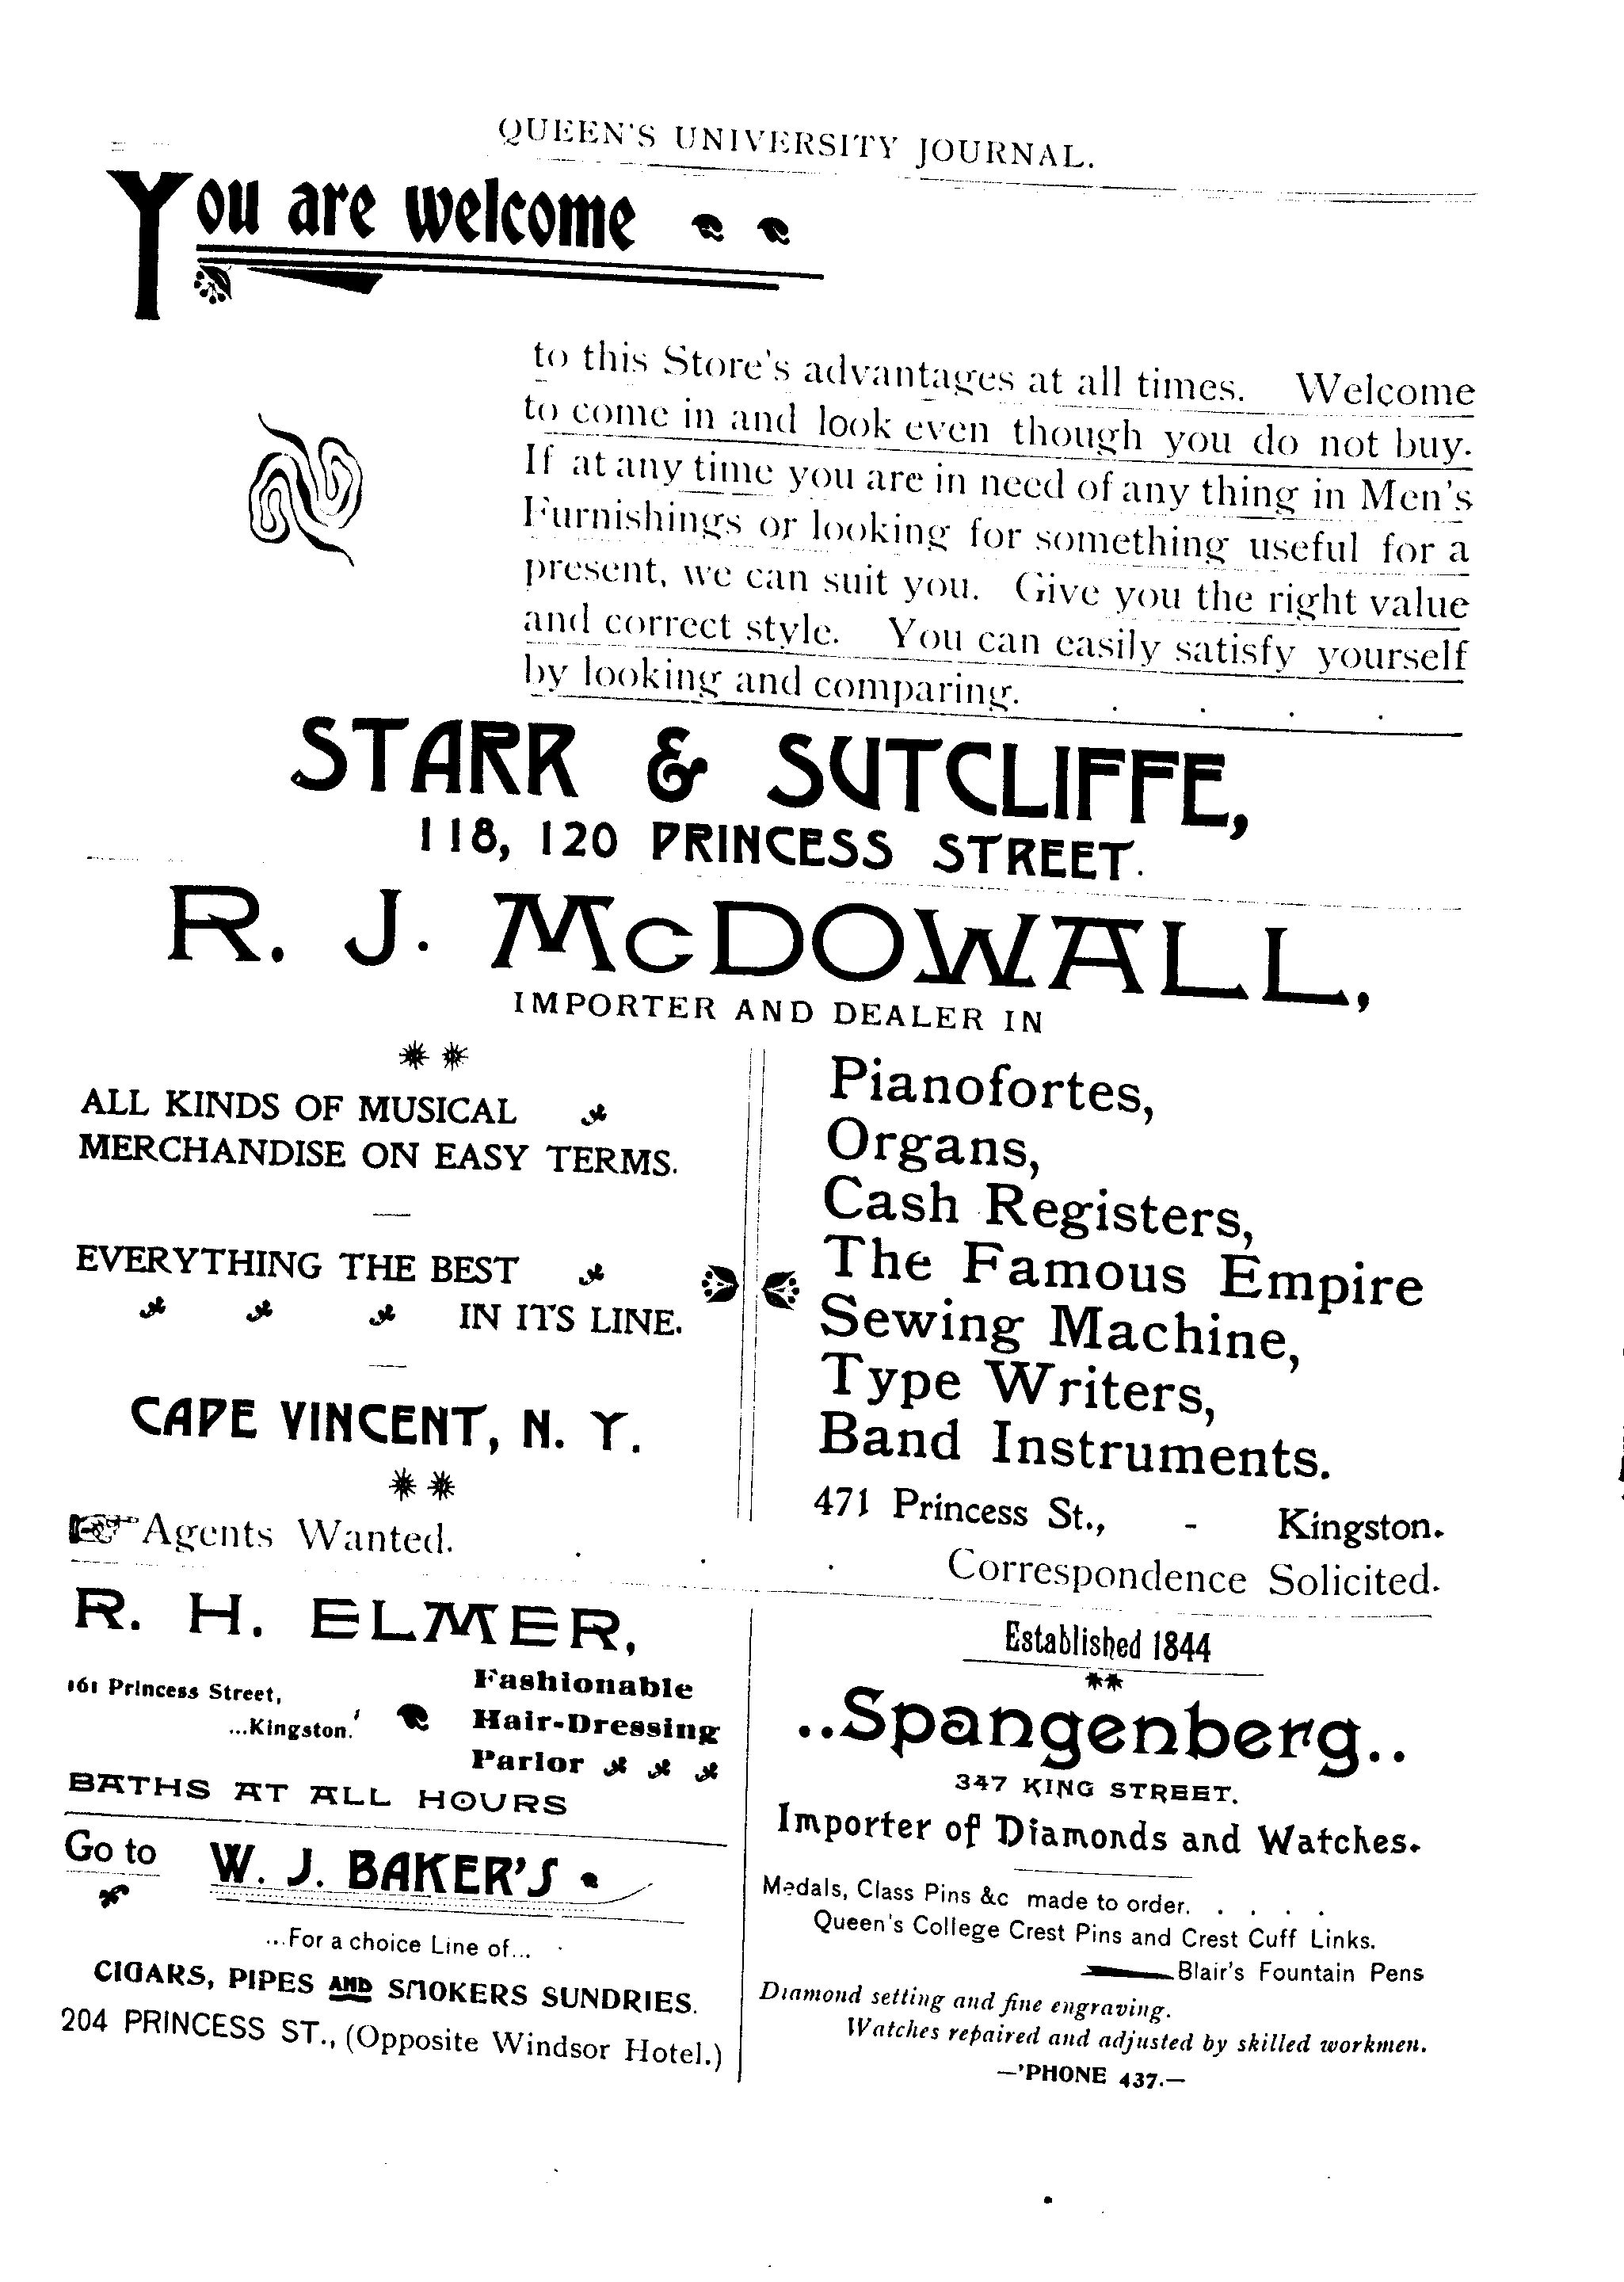 QUEEN'S UNIVERSITY JOURNAL.
You are welcome
to this Store's advantages at all times. Welcome
to come in and look even though you do not buy.
If at any time you are in need of any thing in Men's
Furnishings or looking for something useful for a
present, we can suit you. Give you the right value
and correct style. You can easily satisfy yourself
by looking and comparing. . . . .
STARR & SUTCLIFFE,
118, 120 PRINCESS STREET.
R. J. McDOWALL,
IMPORTER AND DEALER IN
ALL KINDS OF MUSICAL
MERCHANDISE ON EASY TERMS.
EVERYTHING THE BEST
IN ITS LINE.
CAPE VINCENT, N. Y.
Agents Wanted. . . .
Pianofortes,
Organs,
Cash Registers,
The Famous Empire
Sewing Machine,
Type Writers,
Band Instruments.
471 Princess St., - Kingston.
Correspondence Solicited.
R. H. ELMER,
161 Princess Street,
...Kingston.
Fashionable
Hair-Dressing
Parlor
BATHS AT ALL HOURS
Go to W. J. BAKER'S
...For a choice Line of...
CIGARS, PIPES AND SMOKERS SUNDRIES.
204 PRINCESS ST., (Opposite Windsor Hotel.)
Established 1844
..Spangenberg..
347 KING STREET.
Importer of Diamonds and Watches.
Medals, Class Pins &c made to order. . . . .
Queen's College Crest Pins and Crest Cuff Links.
Blair's Fountain Pens
Diamond setting and fine engraving.
Watches repaired and adjusted by skilled workmen.
—'PHONE 437.—